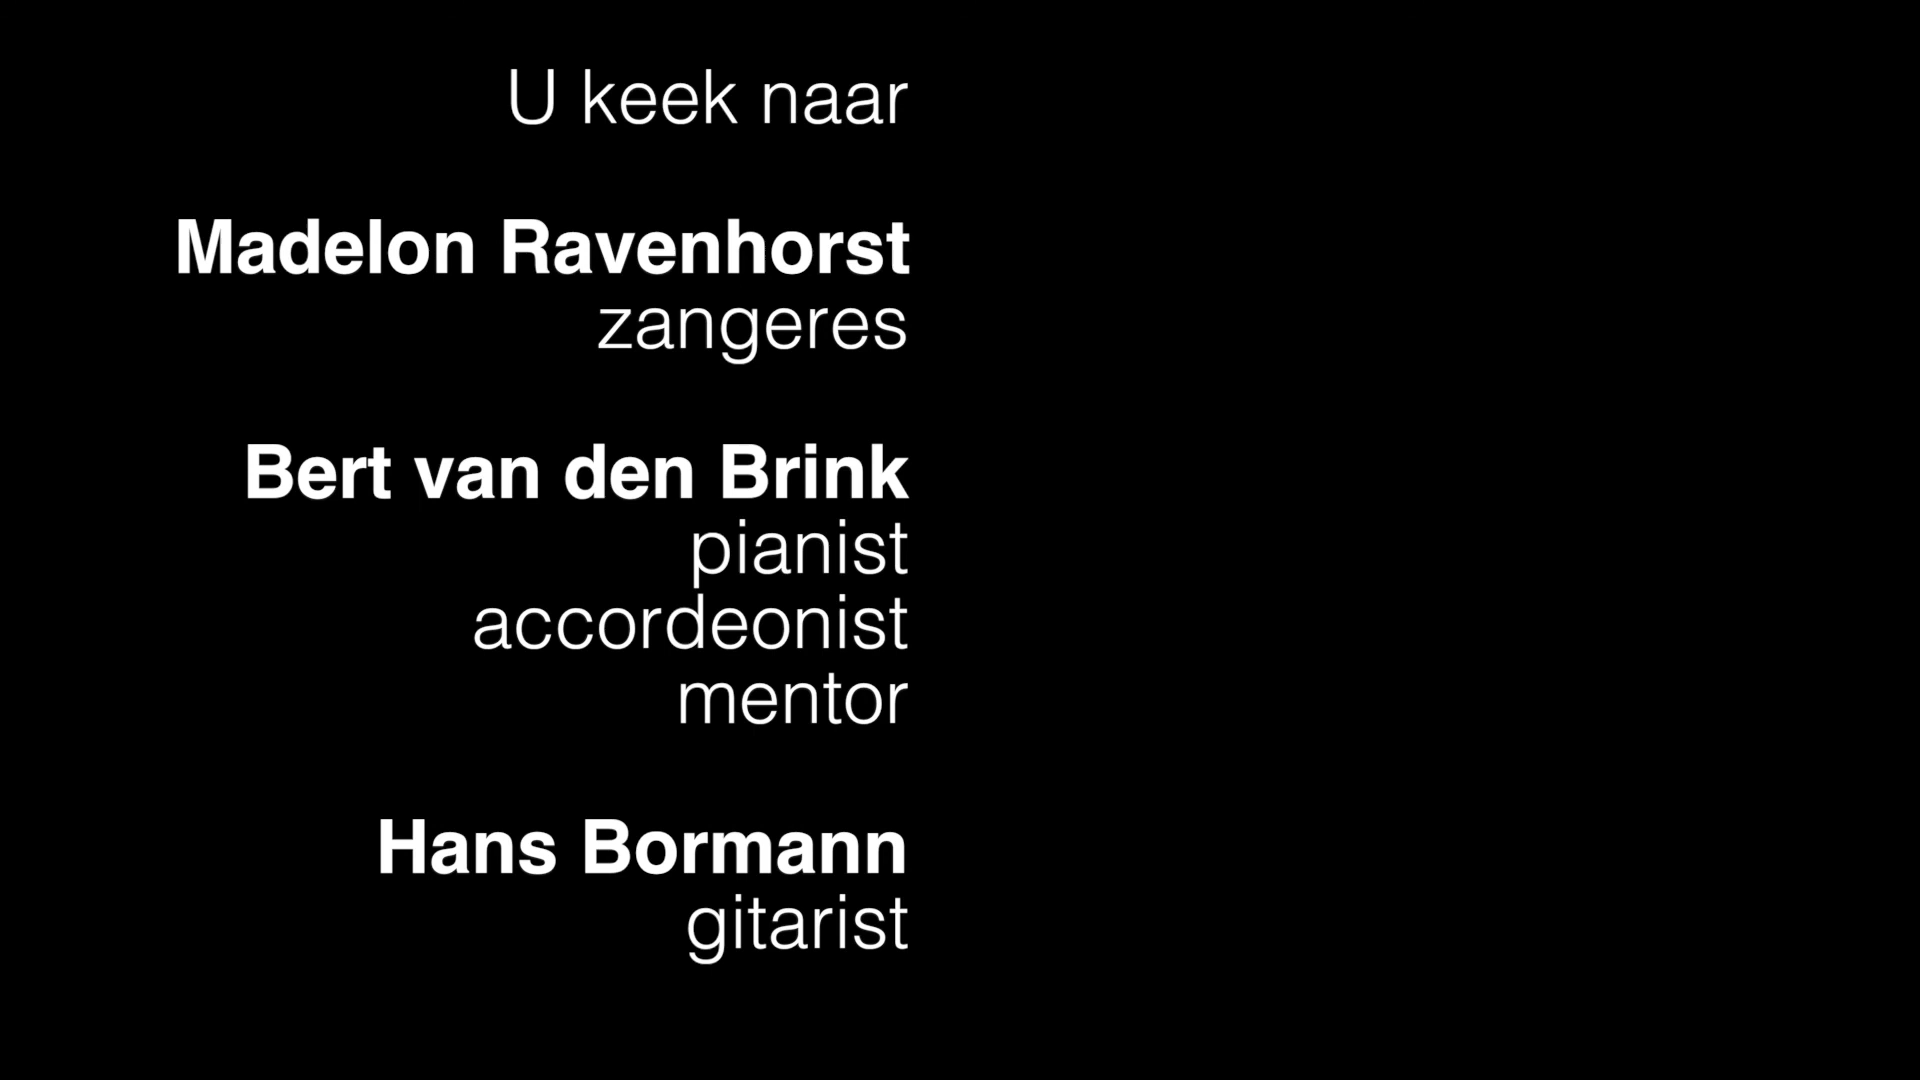 U keek naar
Madelon Ravenhorst
zangeres
Bert van den Brink
pianist
accordeonist
mentor
Hans Bormann
gitarist